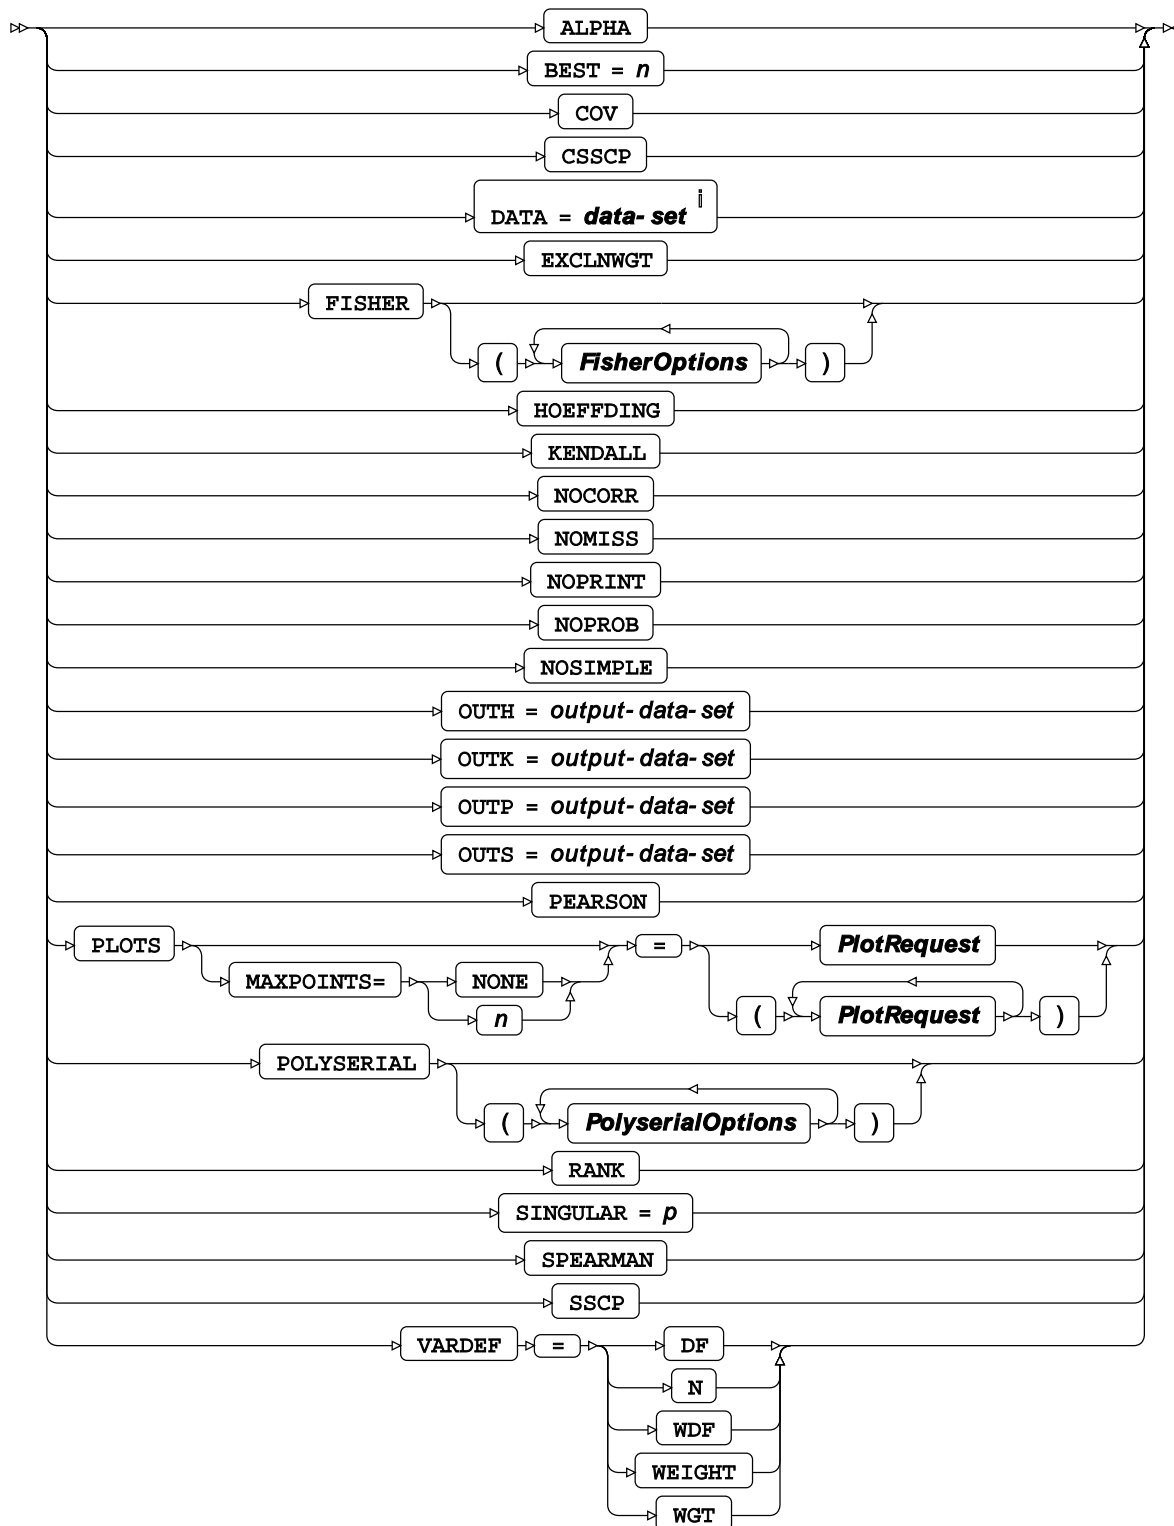 ALPHA
BEST = n
COV
CSSCP
DATA = data-set i
EXCLNWGT
FISHER
( FisherOptions )
HOEFFDING
KENDALL
NOCORR
NOMISS
NOPRINT
NOPROB
NOSIMPLE
OUTH = output-data-set
OUTK = output-data-set
OUTP = output-data-set
OUTS = output-data-set
PEARSON
PLOTS = PlotRequest
MAXPOINTS= NONE
n ( PlotRequest )
POLYSERIAL
( PolyserialOptions )
RANK
SINGULAR = p
SPEARMAN
SSCP
VARDEF = DF
N
WDF
WEIGHT
WGT